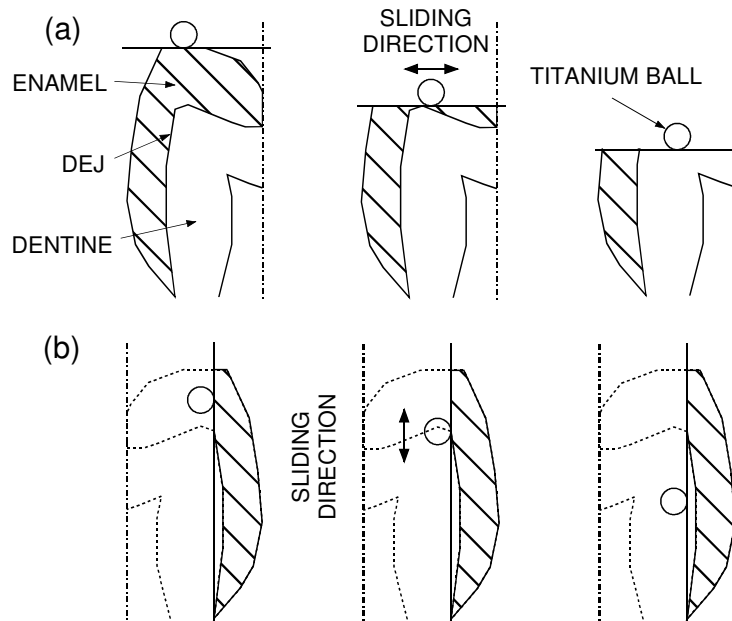 (a)
SLIDING
DIRECTION
ENAMEL
TITANIUM BALL
DEJ
DENTINE
(b)
SLIDING
DIRECTION